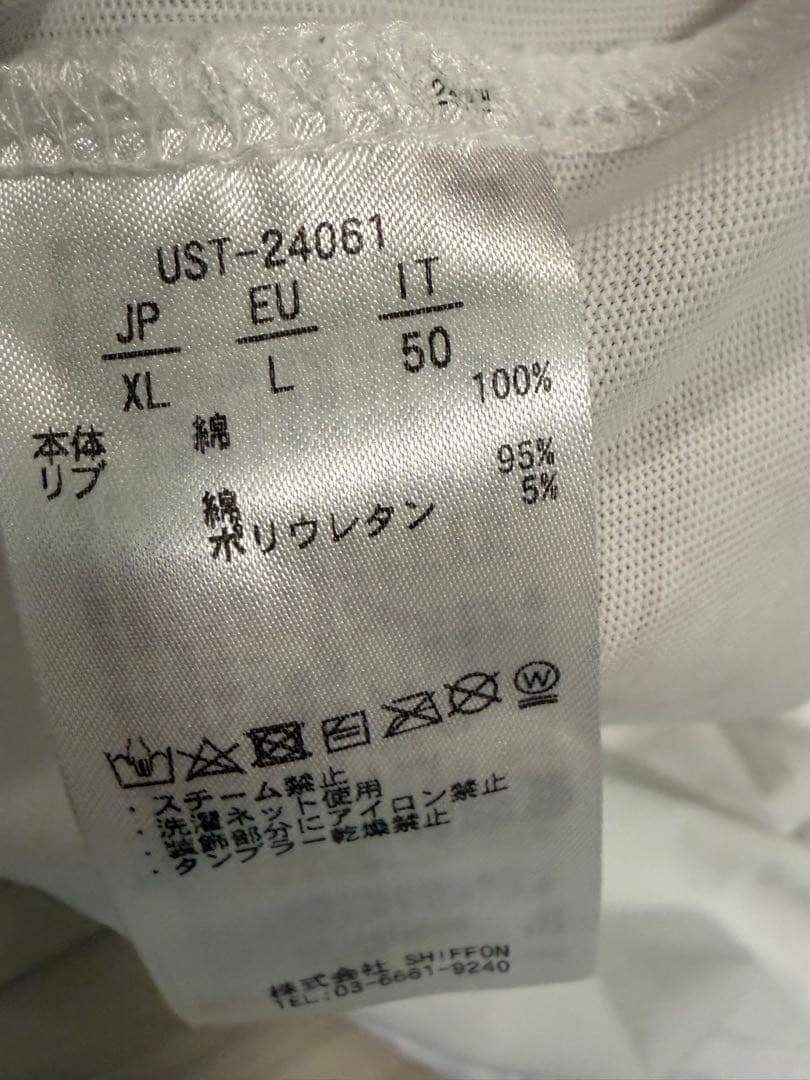 UST-24061
JP EU IT
XL L 50
本体 綿 100%
リブ 綿 95%
ポリウレタン 5%
W
・スチーム禁止
・洗濯ネット使用
・装飾部分にアイロン禁止
・タンブラー乾燥禁止
株式会社 SHIFFON
TEL:03-6661-9240